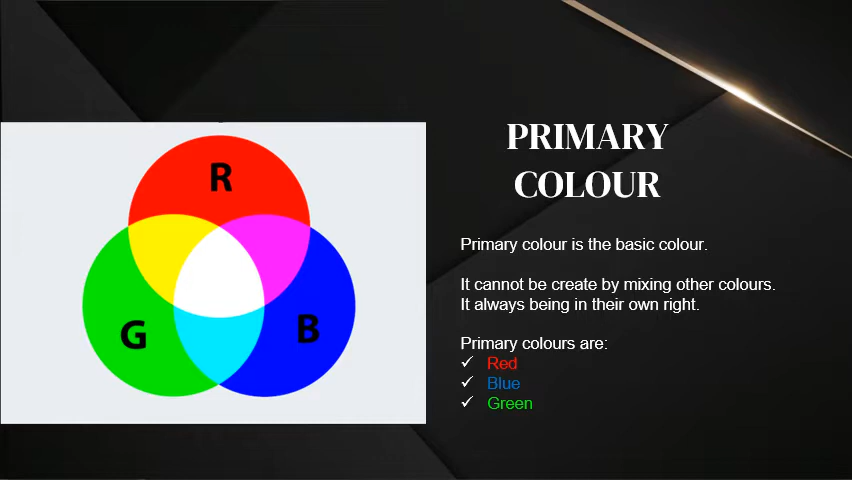 R
G
B
PRIMARY
COLOUR
Primary colour is the basic colour.
It cannot be create by mixing other colours.
It always being in their own right.
Primary colours are:
✓ Red
✓ Blue
✓ Green